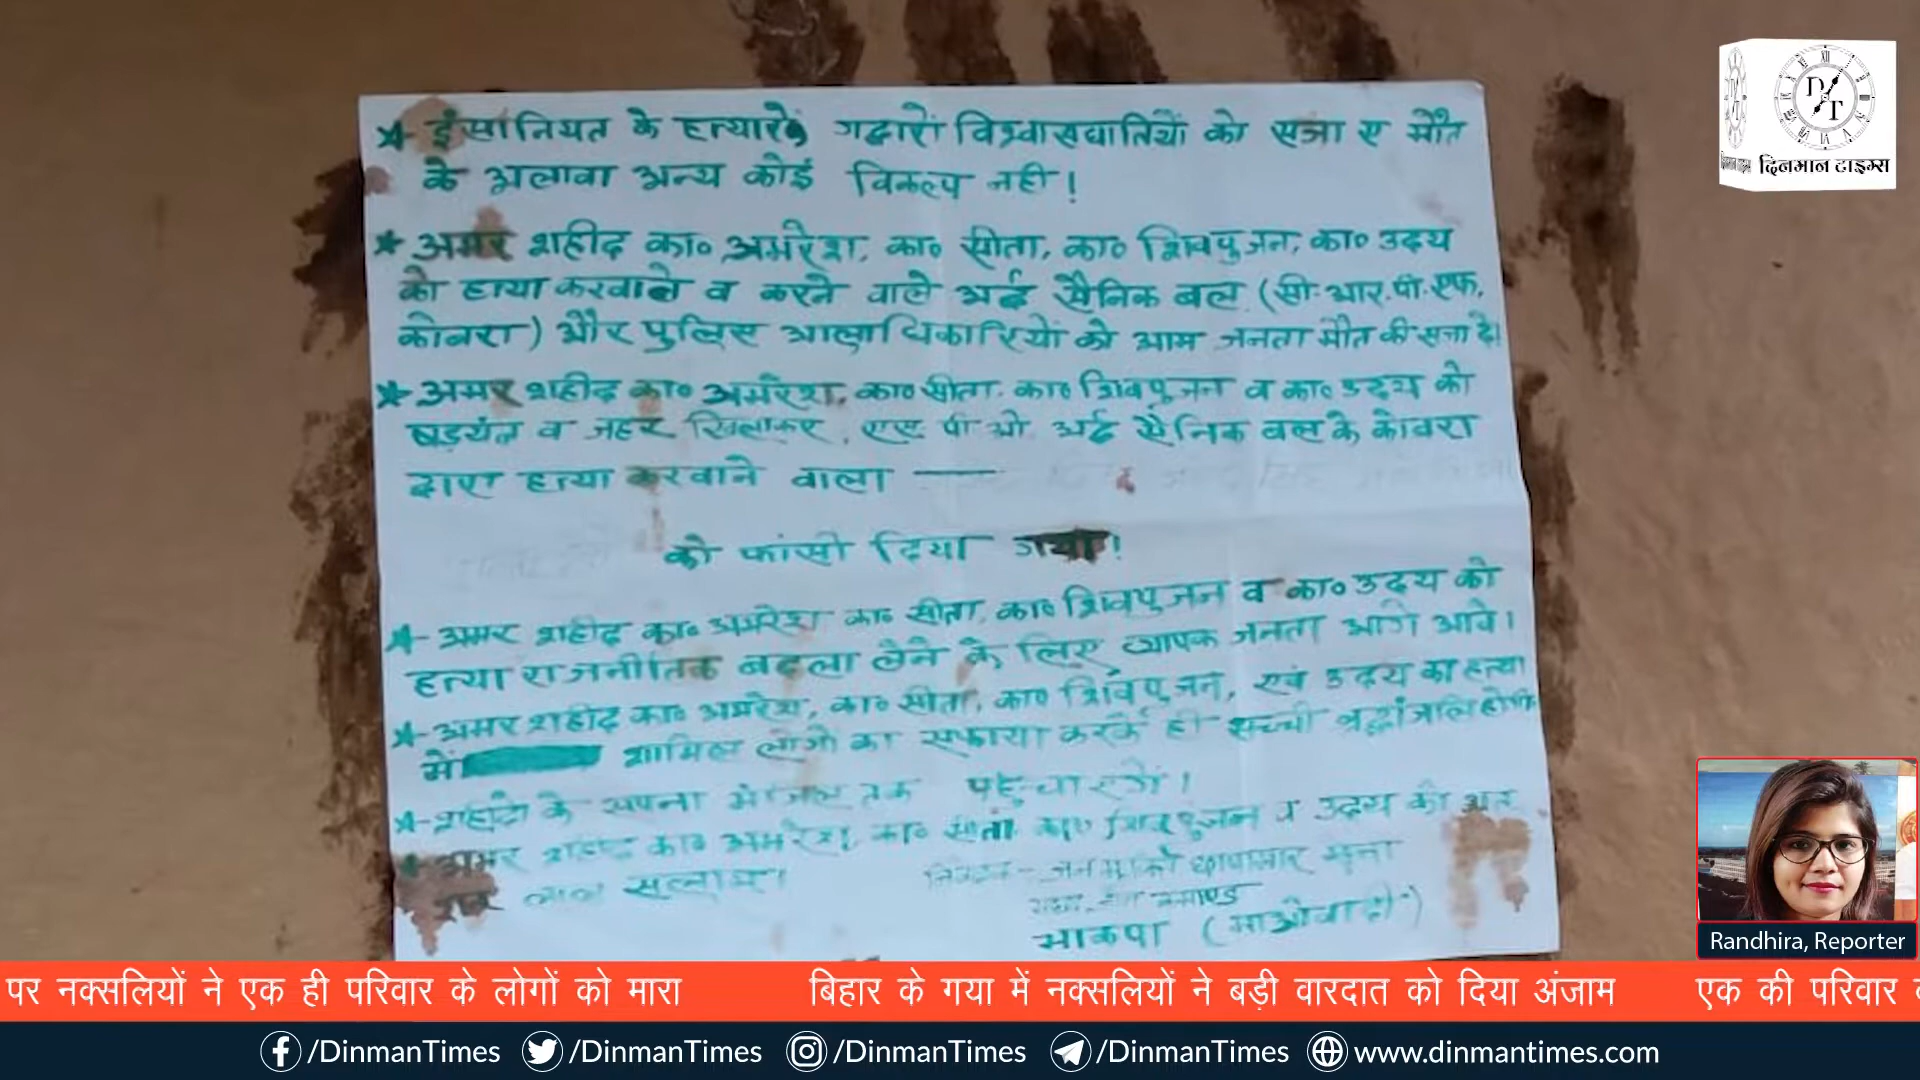 ★ इंसानियत के हत्यारे गद्दारों विश्वासघातियों को सजा ए मौत
के अलावा अन्य कोई विकल्प नही!
★ अमर शहीद का० अमरेश, का० सीता, का० शिवपुजन, का० उदय
को हत्या करवाने व करने वाले अर्द्ध सैनिक बल (सी.आर.पी.एफ.
कोबरा) और पुलिस आलाधिकारियों को आम जनता मौत की सजा दे।
★ अमर शहीद का० अमरेश, का० सीता, का० शिवपुजन व का० उदय को
षडयंत्र व जहर खिलाकर, एस पी ओ अर्द्ध सैनिक बल के कोबरा
द्वारा हत्या करवाने वाला —
को फांसी दिया गया!
★ अमर शहीद का० अमरेश का० सीता, का० शिवपुजन व का० उदय को
हत्या राजनीतिक बदला लेने के लिए व्यापक जनता आगे आवे।
★ अमर शहीद का० अमरेश, का० सीता, का० शिवपुजन, एवं उदय का हत्या
में शामिल लोगो का सफाया करके ही सच्ची श्रद्धांजलि होगी
★ शहीदों के सपना मंजिल तक पहुचाएगें।
★ अमर शहीद का० अमरेश, का० सीता का० शिवपुजन व उदय को
लाल सलाम।
छापामार सेना
भाकपा (माओवादी)
DT
दिनमान टाइम्स
Randhira, Reporter
पर नक्सलियों ने एक ही परिवार के लोगों को मारा बिहार के गया में नक्सलियों ने बड़ी वारदात को दिया अंजाम एक की परिवार
/DinmanTimes /DinmanTimes /DinmanTimes /DinmanTimes www.dinmantimes.com